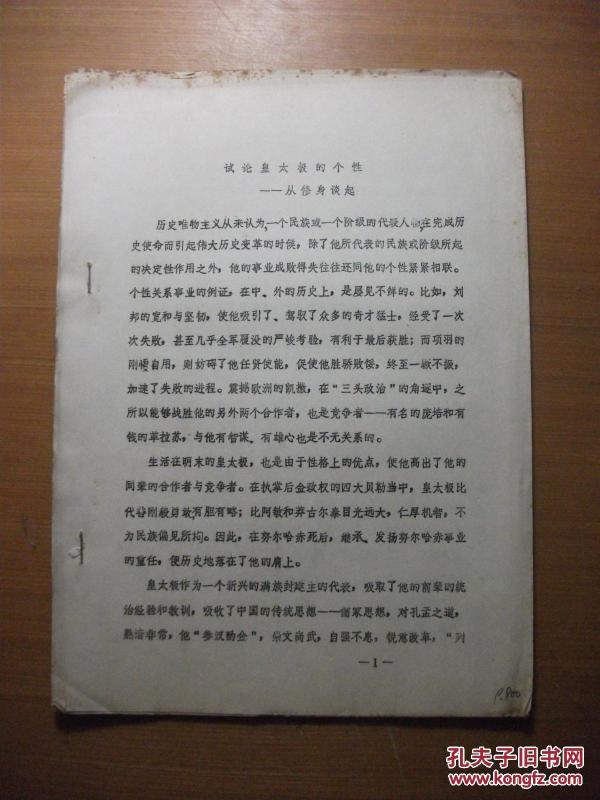 试论皇太极的个性
——从修身谈起
历史唯物主义从来认为,一个民族或一个阶级的代表人物在完成历
史使命而引起伟大历史变革的时候，除了他所代表的民族或阶级所起
的决定性作用之外，他的事业成败得失往往还同他的个性紧紧相联。
个性关系事业的例证，在中、外的历史上，是屡见不鲜的。比如，刘
邦的宽和与坚韧，使他吸引了、驾驭了众多的奇才猛士，经受了一次
次失败，甚至几乎全军覆没的严峻考验，有利于最后获胜；而项羽的
刚愎自用，则妨碍了他任贤使能，促使他胜骄败馁，终至一蹶不振，
加速了失败的进程。震撼欧洲的凯撒，在“三头政治”的角逐中，之
所以能够战胜他的另外两个合作者，也是竞争者——有名的庞培和有
钱的革拉苏，与他有智谋、有雄心也是不无关系的。
生活在明末的皇太极，也是由于性格上的优点，使他高出了他的
同辈的合作者与竞争者。在执掌后金政权的四大贝勒当中，皇太极比
代善刚毅勇敢，有胆有略；比阿敏和莽古尔泰目光远大，仁厚机智，不
为民族偏见所拘。因此，在努尔哈赤死后，继承、发扬努尔哈赤事业
的重任，便历史地落在了他的肩上。
皇太极作为一个新兴的满族封建主的代表，吸取了他的前辈的统
治经验和教训，吸收了中国的传统思想——儒家思想，对孔孟之道，
熟谙非常，他“参汉酌金”，崇文尚武，自强不息，锐意改革，“列
—1—
P.800
孔夫子旧书网
www.kongfz.com